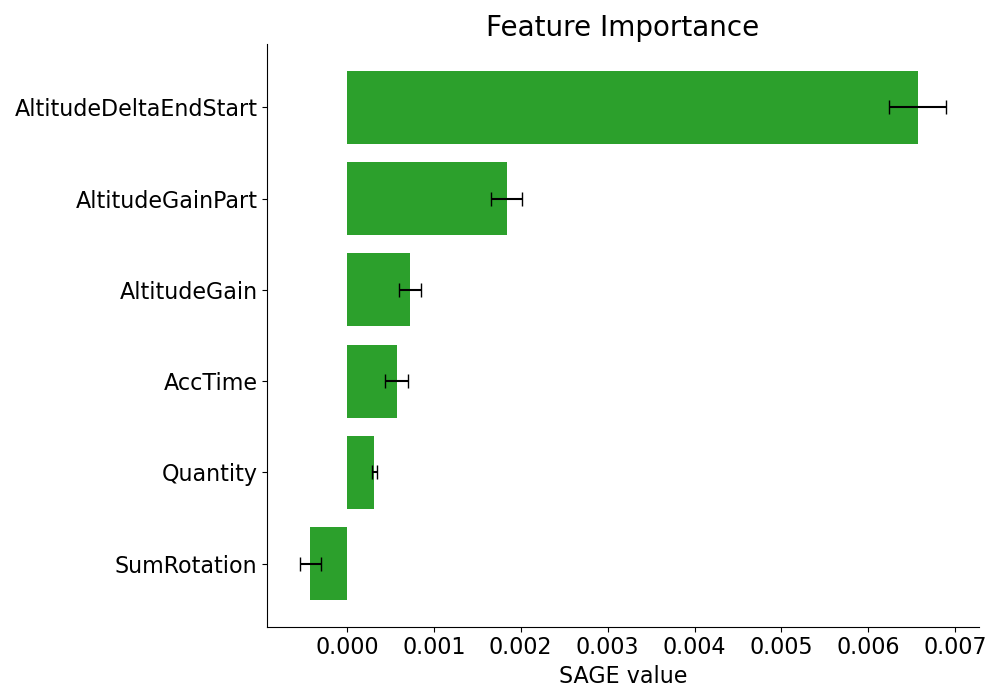 Feature Importance
AltitudeDeltaEndStart
AltitudeGainPart
AltitudeGain
AccTime
Quantity
SumRotation
0.000 0.001 0.002 0.003 0.004 0.005 0.006 0.007
SAGE value